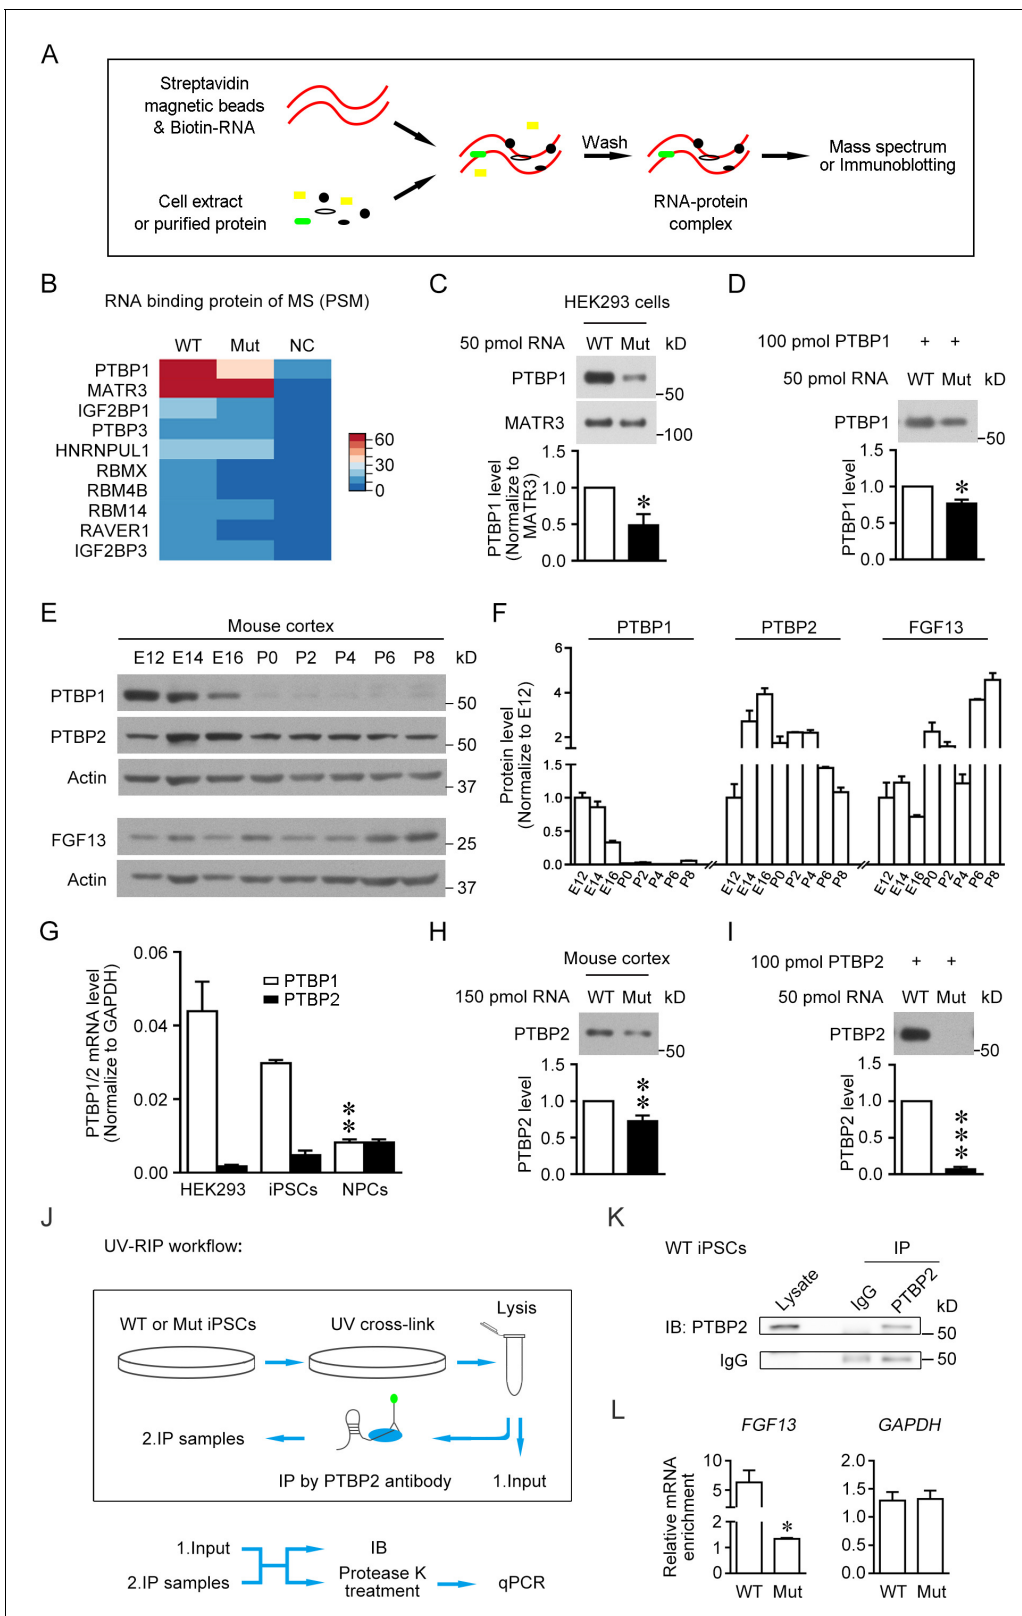 A
Streptavidin
magnetic beads
& Biotin-RNA
Cell extract
or purified protein
Wash
RNA-protein
complex
Mass spectrum
or Immunoblotting
B
RNA binding protein of MS (PSM)
WT Mut NC
PTBP1
MATR3
IGF2BP1
PTBP3
HNRNPUL1
RBMX
RBM4B
RBM14
RAVER1
IGF2BP3
60
30
0
C
HEK293 cells
50 pmol RNA WT Mut kD
PTBP1
50
MATR3
100
PTBP1 level
(Normalize to
MATR3)
1.5
1.0
0.5
0.0
*
D
100 pmol PTBP1 + +
50 pmol RNA WT Mut kD
PTBP1
50
PTBP1 level
1.5
1.0
0.5
0.0
*
E
Mouse cortex
E12 E14 E16 P0 P2 P4 P6 P8 kD
PTBP1
50
PTBP2
50
Actin
37
FGF13
25
Actin
37
F
PTBP1 PTBP2 FGF13
Protein level
(Normalize to E12)
6
4
2
1.5
1.0
0.5
0.0
E12 E14 E16 P0 P2 P4 P6 P8
E12 E14 E16 P0 P2 P4 P6 P8
E12 E14 E16 P0 P2 P4 P6 P8
G
PTBP1/2 mRNA level
(Normalize to GAPDH)
0.06
0.04
0.02
0.00
PTBP1
PTBP2
**
HEK293 iPSCs NPCs
H
Mouse cortex
150 pmol RNA WT Mut kD
PTBP2
50
PTBP2 level
1.5
1.0
0.5
0.0
**
I
100 pmol PTBP2 + +
50 pmol RNA WT Mut kD
PTBP2
50
PTBP2 level
1.5
1.0
0.5
0.0
***
J
UV-RIP workflow:
WT or Mut iPSCs
UV cross-link
Lysis
2.IP samples
IP by PTBP2 antibody
1.Input
1.Input
2.IP samples
IB
Protease K
treatment
qPCR
K
WT iPSCs IP
Lysate IgG PTBP2 kD
IB: PTBP2
50
IgG
50
L
FGF13
Relative mRNA
enrichment
10
5
2
1
0
*
WT Mut
GAPDH
2.0
1.5
1.0
0.5
0.0
WT Mut